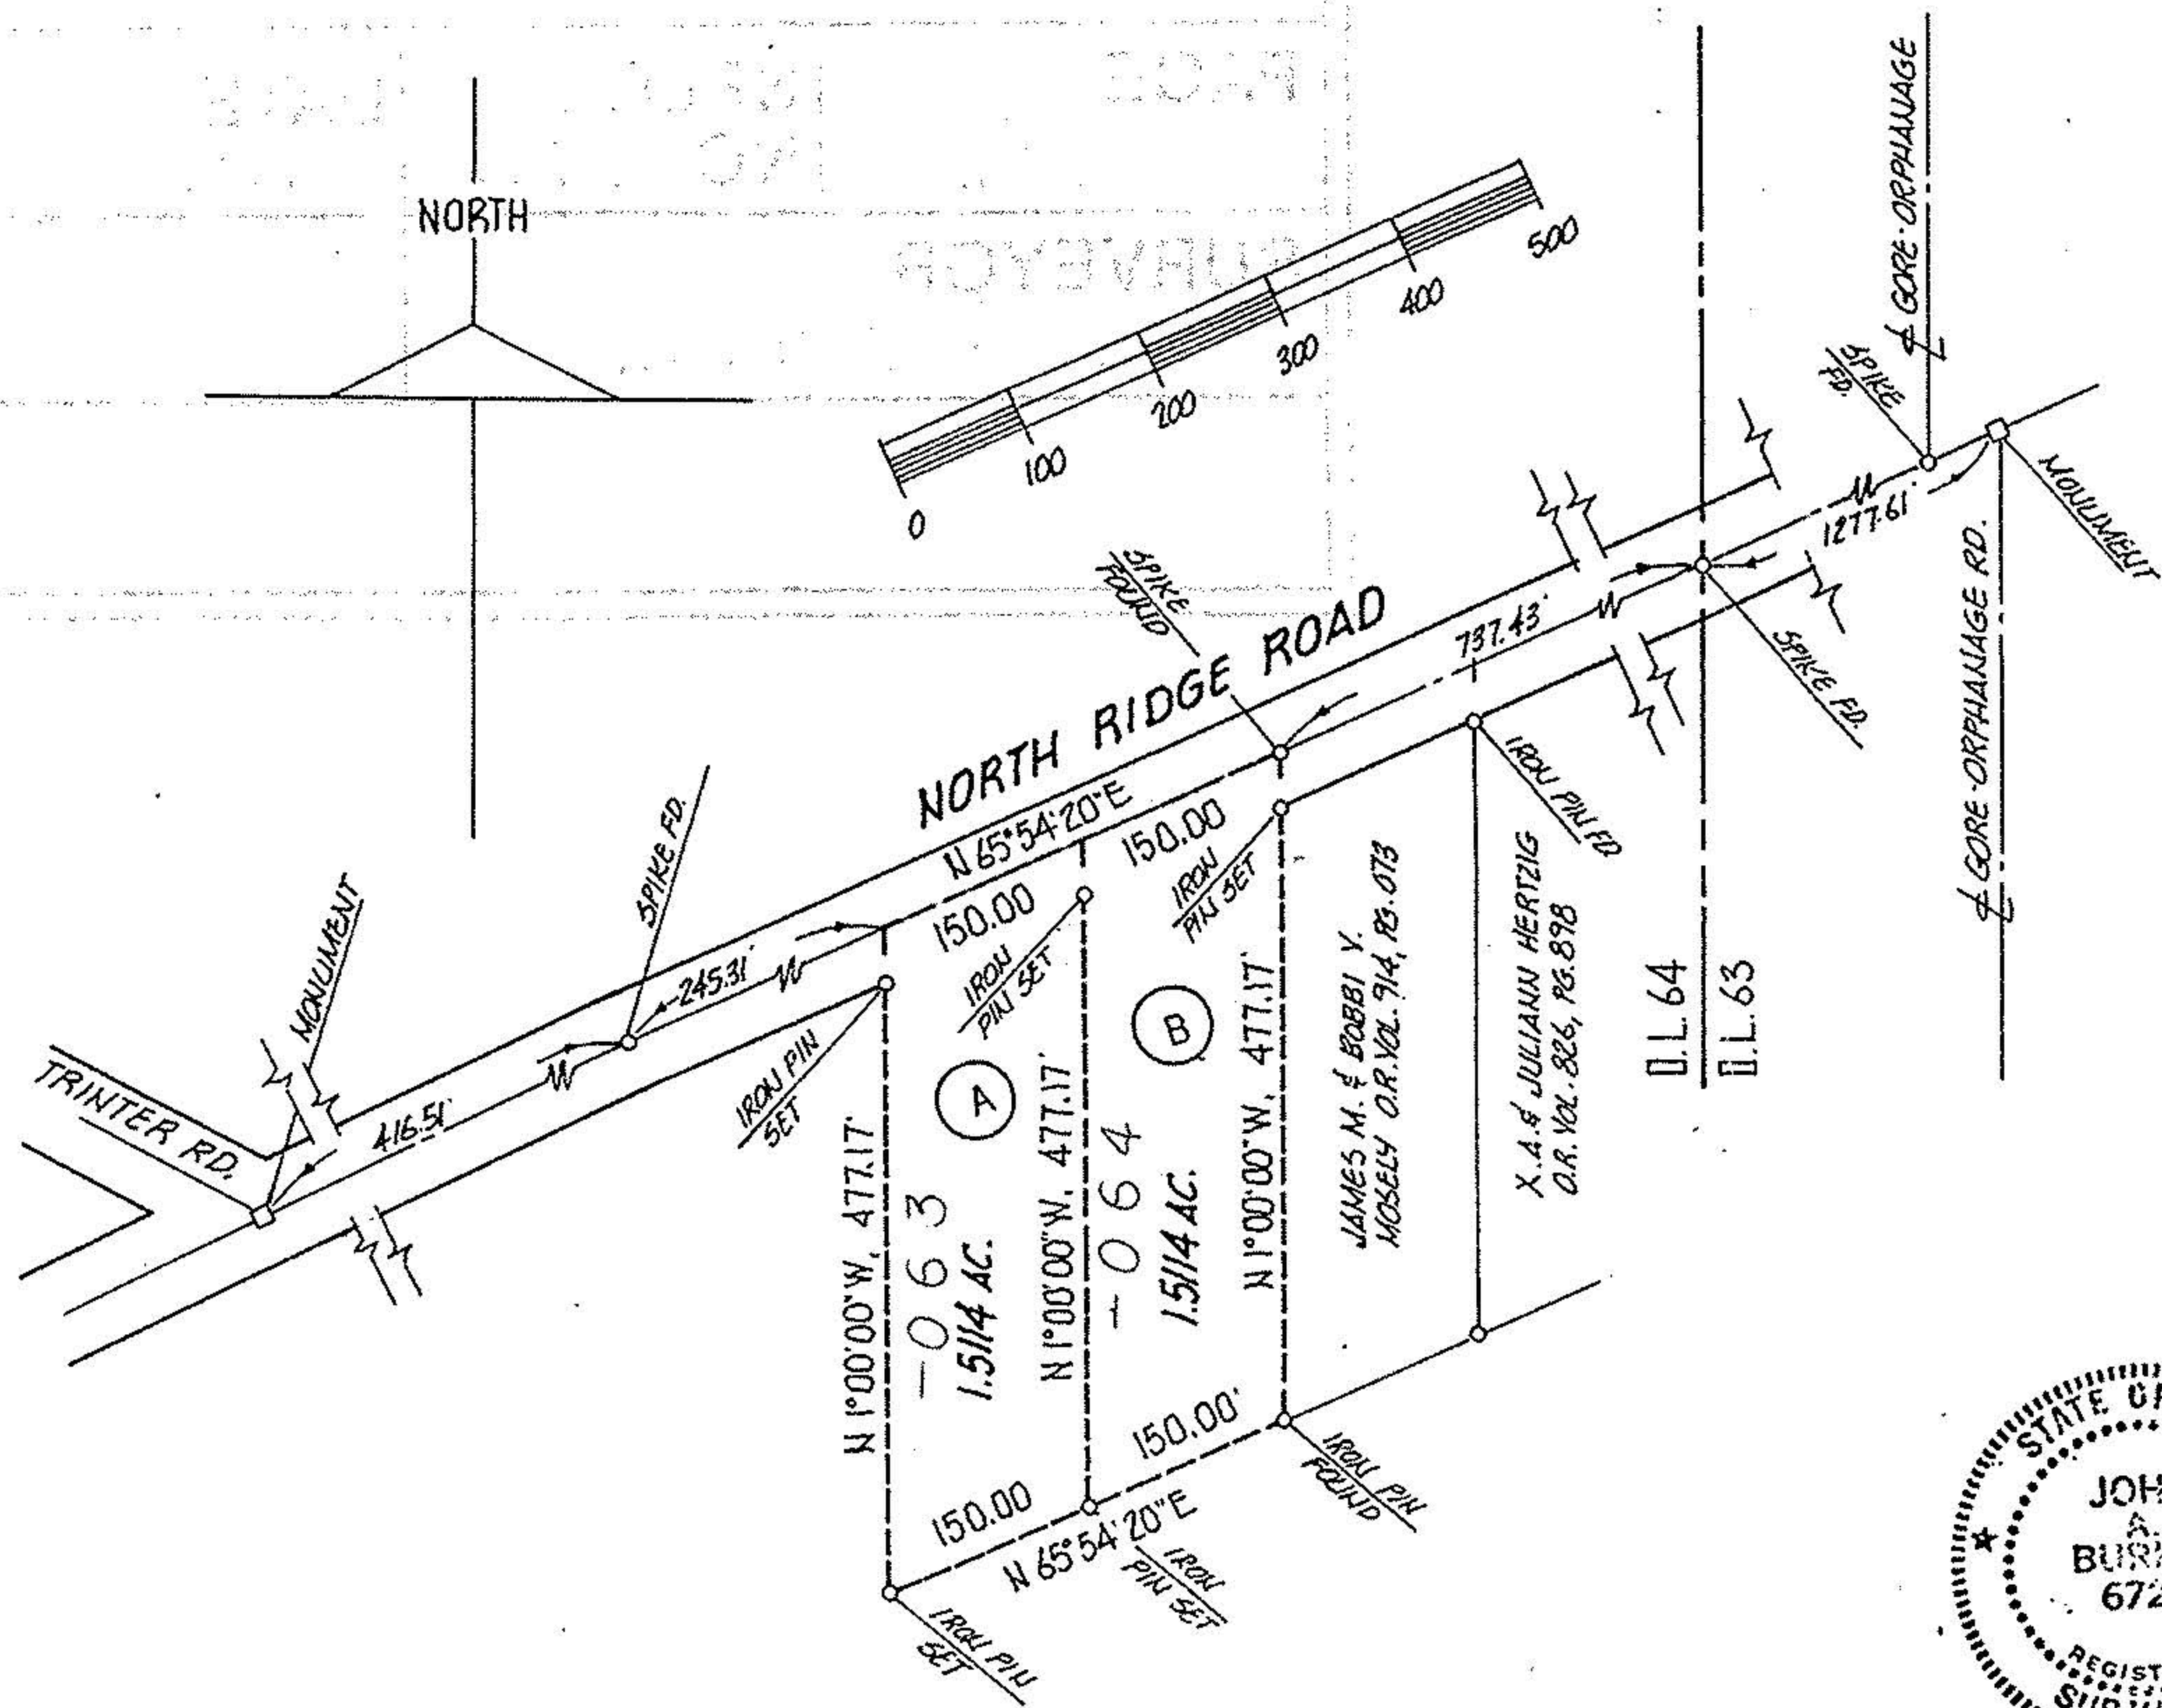 NORTH
0
100
200
300
400
500
₵ GORE-ORPHANAGE
SPIKE
FD.
MONUMENT
1277.61'
₵ GORE-ORPHANAGE RD.
SPIKE FD.
737.43'
SPIKE
FOUND
NORTH RIDGE ROAD
N 65°54'20"E
150.00
150.00
IRON PIN FD
IRON
PIN SET
IRON
PIN SET
SPIKE FD.
245.31'
MONUMENT
TRINTER RD.
416.51'
IRON PIN
SET
N 1°00'00"W, 477.17'
A
-063
1.5114 AC.
N 1°00'00"W, 477.17'
B
-064
1.5114 AC.
N 1°00'00"W, 477.17'
JAMES M. & BOBBI V.
MOSELY O.R. VOL. 914, PG. 073
X.A. & JULIANN HERTZIG
O.R. VOL. 826, PG. 898
O.L. 64
O.L. 63
150.00
150.00'
N 65°54'20"E
IRON PIN
SET
IRON
PIN SET
IRON PIN
FOUND
STATE
JOH
A.
BUR
672
REGIST
SUR